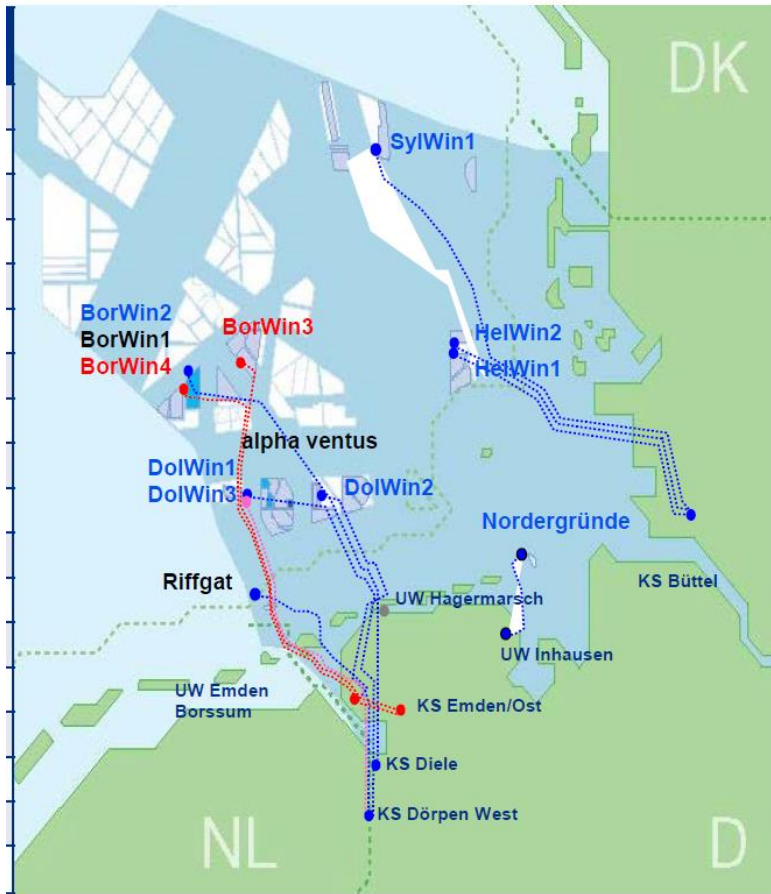 DK
SylWin1
BorWin2
BorWin1
BorWin4
BorWin3
HelWin2
HelWin1
alpha ventus
DolWin1
DolWin3
DolWin2
Nordergründe
Riffgat
KS Büttel
UW Hagermarsch
UW Inhausen
UW Emden
Borssum
KS Emden/Ost
KS Diele
KS Dörpen West
NL
D